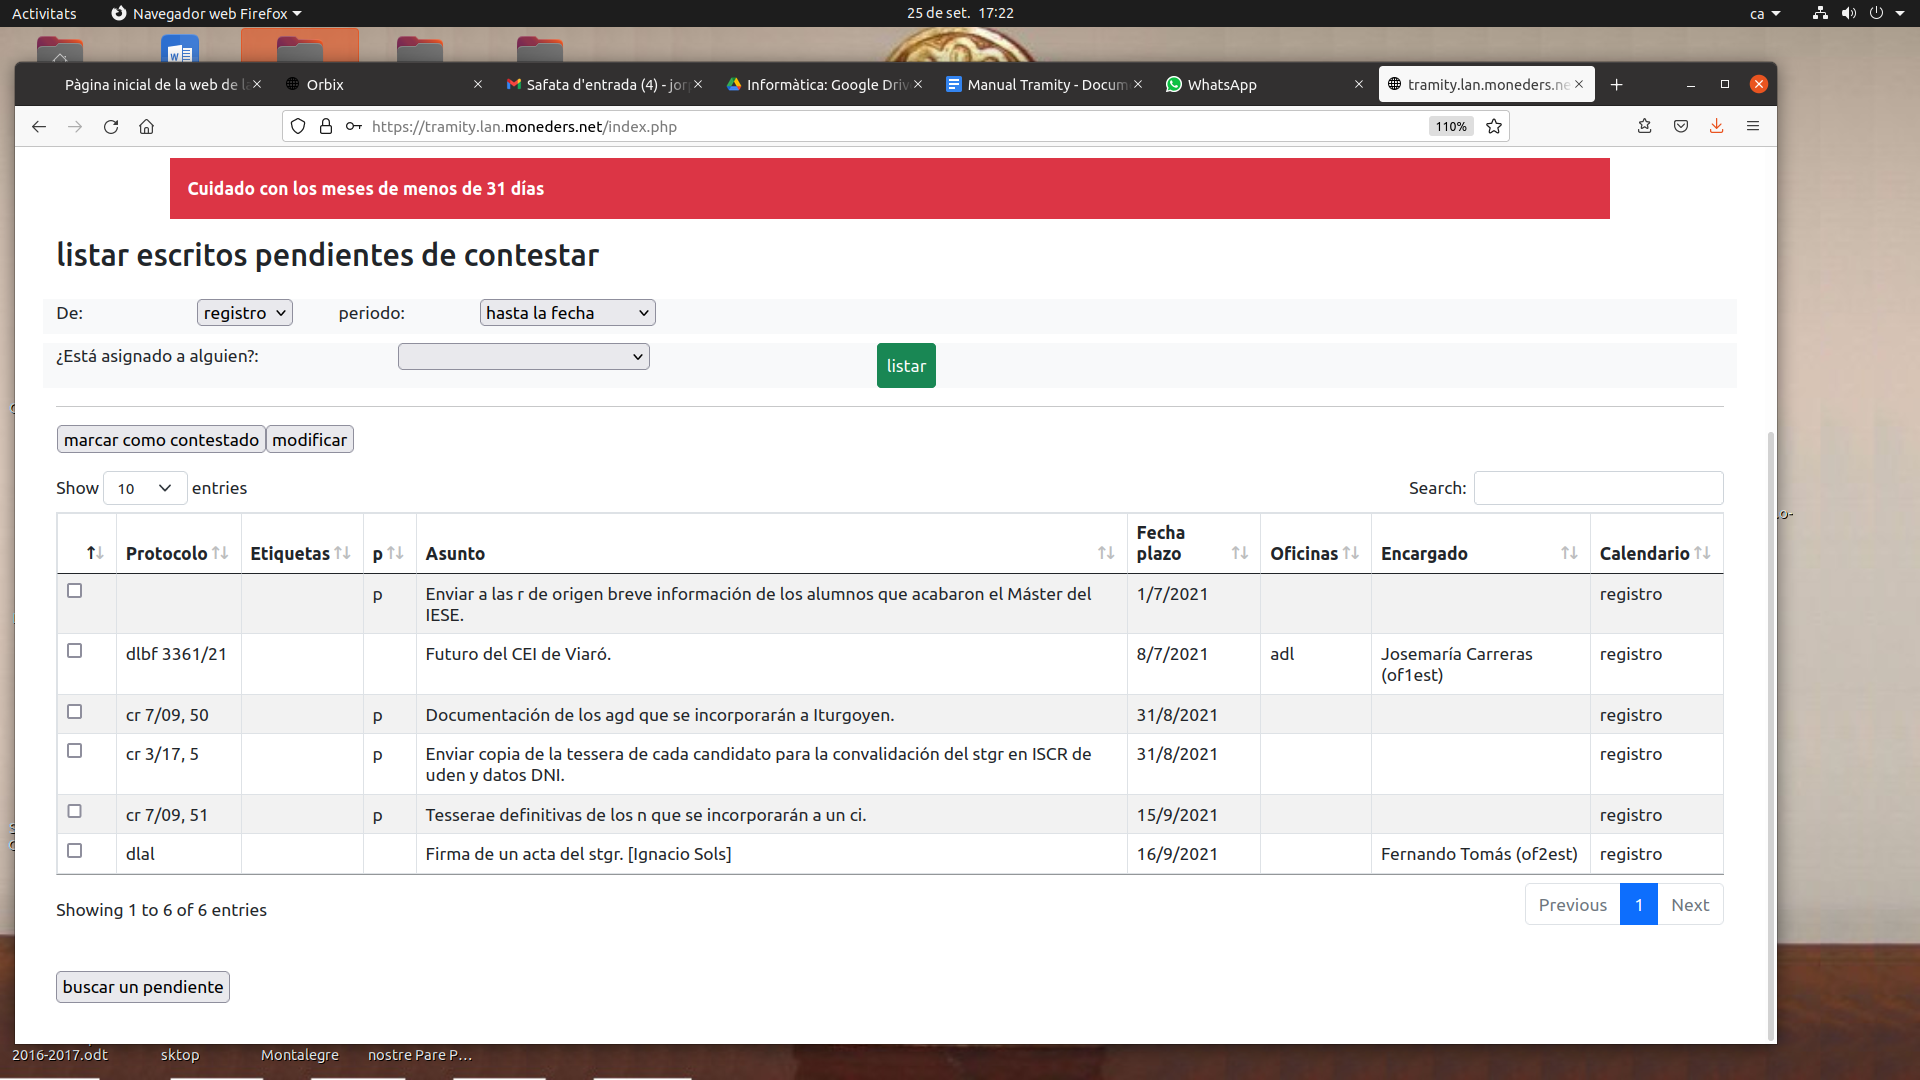 Activitats
Navegador web Firefox
25 de set. 17:22
ca
Pàgina inicial de la web de la
Orbix
Safata d'entrada (4) - jorj
Informàtica: Google Driv
Manual Tramity - Docum
WhatsApp
tramity.lan.moneders.ne
https://tramity.lan.moneders.net/index.php
110%
Cuidado con los meses de menos de 31 días
listar escritos pendientes de contestar
De: registro periodo: hasta la fecha
¿Está asignado a alguien?: listar
marcar como contestado modificar
Show 10 entries Search:
Protocolo Etiquetas p Asunto Fecha plazo Oficinas Encargado Calendario
p Enviar a las r de origen breve información de los alumnos que acabaron el Máster del 1/7/2021 registro
IESE.
dlbf 3361/21 Futuro del CEI de Viaró. 8/7/2021 adl Josemaría Carreras registro
(of1est)
cr 7/09, 50 p Documentación de los agd que se incorporarán a Iturgoyen. 31/8/2021 registro
cr 3/17, 5 p Enviar copia de la tessera de cada candidato para la convalidación del stgr en ISCR de 31/8/2021 registro
uden y datos DNI.
cr 7/09, 51 p Tesserae definitivas de los n que se incorporarán a un ci. 15/9/2021 registro
dlal Firma de un acta del stgr. [Ignacio Sols] 16/9/2021 Fernando Tomás (of2est) registro
Showing 1 to 6 of 6 entries
Previous 1 Next
buscar un pendiente
2016-2017.odt
sktop
Montalegre
nostre Pare P…